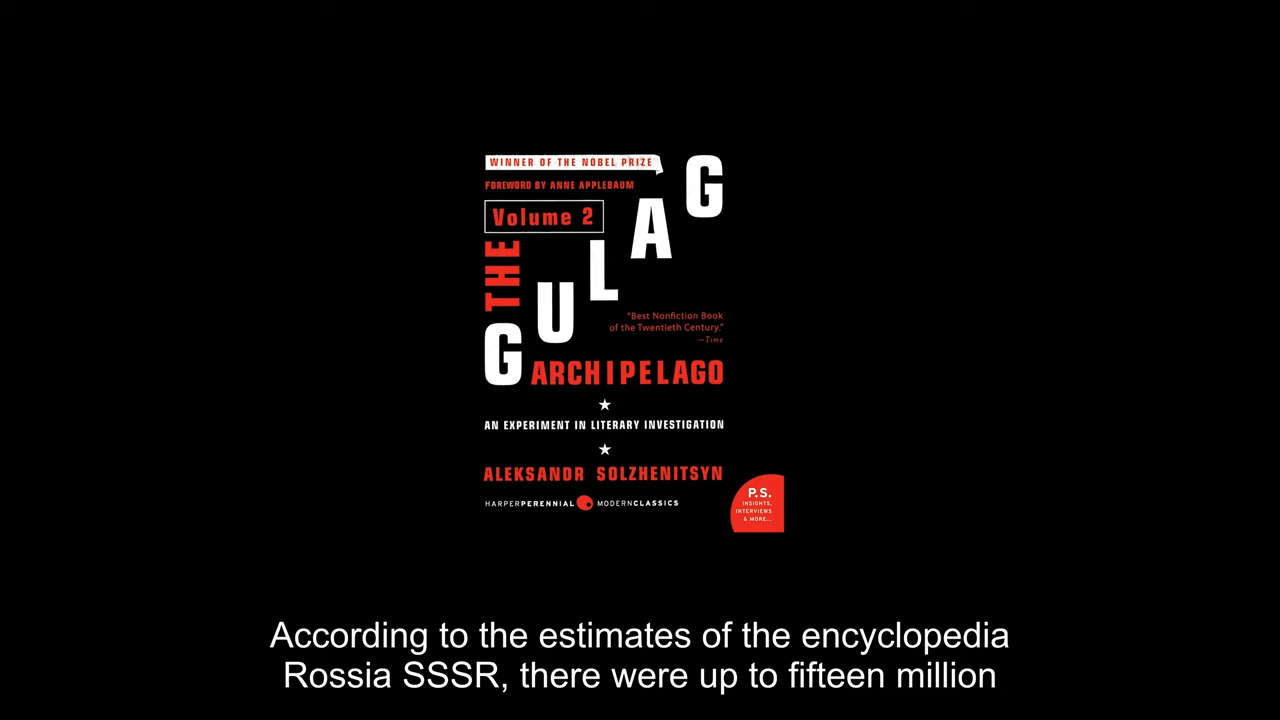 WINNER OF THE NOBEL PRIZE
FOREWORD BY ANNE APPLEBAUM
Volume 2
THE
GULAG
"Best Nonfiction Book
of the Twentieth Century."
—Time
ARCHIPELAGO
AN EXPERIMENT IN LITERARY INVESTIGATION
ALEKSANDR SOLZHENITSYN
HARPERPERENNIAL MODERNCLASSICS
P.S.
INSIGHTS,
INTERVIEWS
& MORE...
According to the estimates of the encyclopedia
Rossia SSSR, there were up to fifteen million